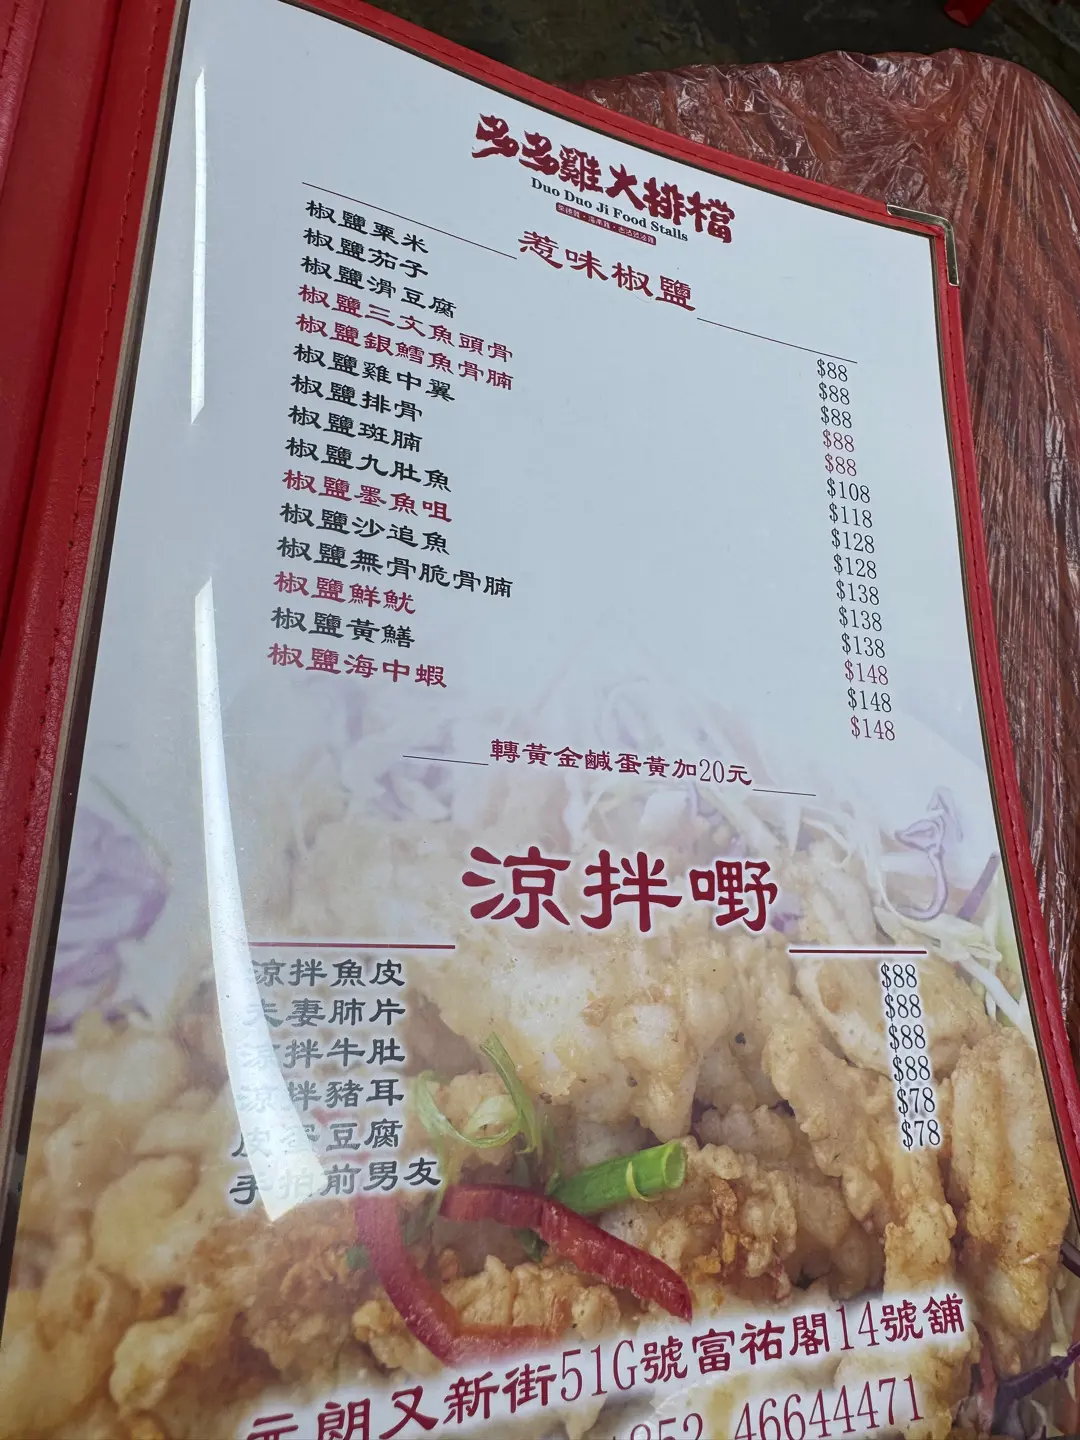 多多雞大排檔
Duo Duo Ji Food Stalls
惹味椒鹽
椒鹽粟米 $88
椒鹽茄子 $88
椒鹽滑豆腐 $88
椒鹽三文魚頭骨 $88
椒鹽銀鱈魚骨腩 $88
椒鹽雞中翼 $108
椒鹽排骨 $118
椒鹽斑腩 $128
椒鹽九肚魚 $128
椒鹽墨魚咀 $138
椒鹽沙追魚 $138
椒鹽無骨脆骨腩 $138
椒鹽鮮魷 $148
椒鹽黃鱔 $148
椒鹽海中蝦 $148
轉黃金鹹蛋黃加20元
涼拌嘢
涼拌魚皮 $88
夫妻肺片 $88
涼拌牛肚 $88
涼拌豬耳 $88
皮蛋豆腐 $78
手拍前男友 $78
元朗又新街51G號富祐閣14號舖
852 46644471